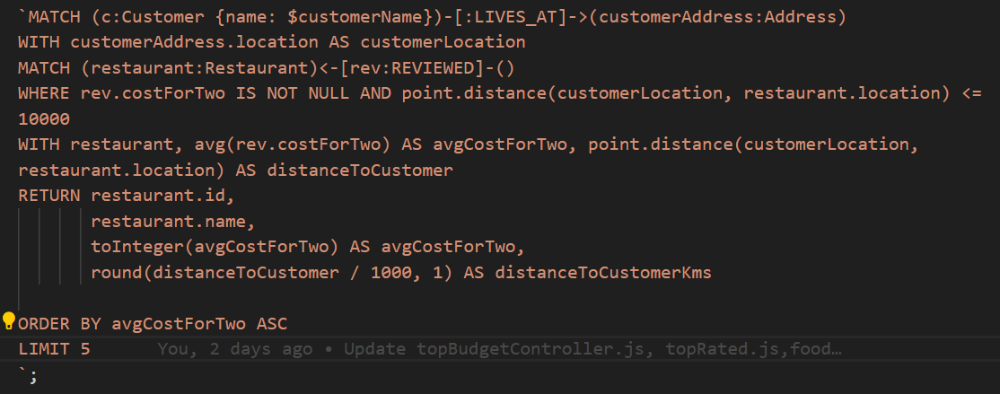 `MATCH (c:Customer {name: $customerName})-[:LIVES_AT]->(customerAddress:Address)
WITH customerAddress.location AS customerLocation
MATCH (restaurant:Restaurant)<-[rev:REVIEWED]-()
WHERE rev.costForTwo IS NOT NULL AND point.distance(customerLocation, restaurant.location) <=
10000
WITH restaurant, avg(rev.costForTwo) AS avgCostForTwo, point.distance(customerLocation,
restaurant.location) AS distanceToCustomer
RETURN restaurant.id,
restaurant.name,
toInteger(avgCostForTwo) AS avgCostForTwo,
round(distanceToCustomer / 1000, 1) AS distanceToCustomerKms
ORDER BY avgCostForTwo ASC
LIMIT 5 You, 2 days ago • Update topBudgetController.js, topRated.js,food…
`;